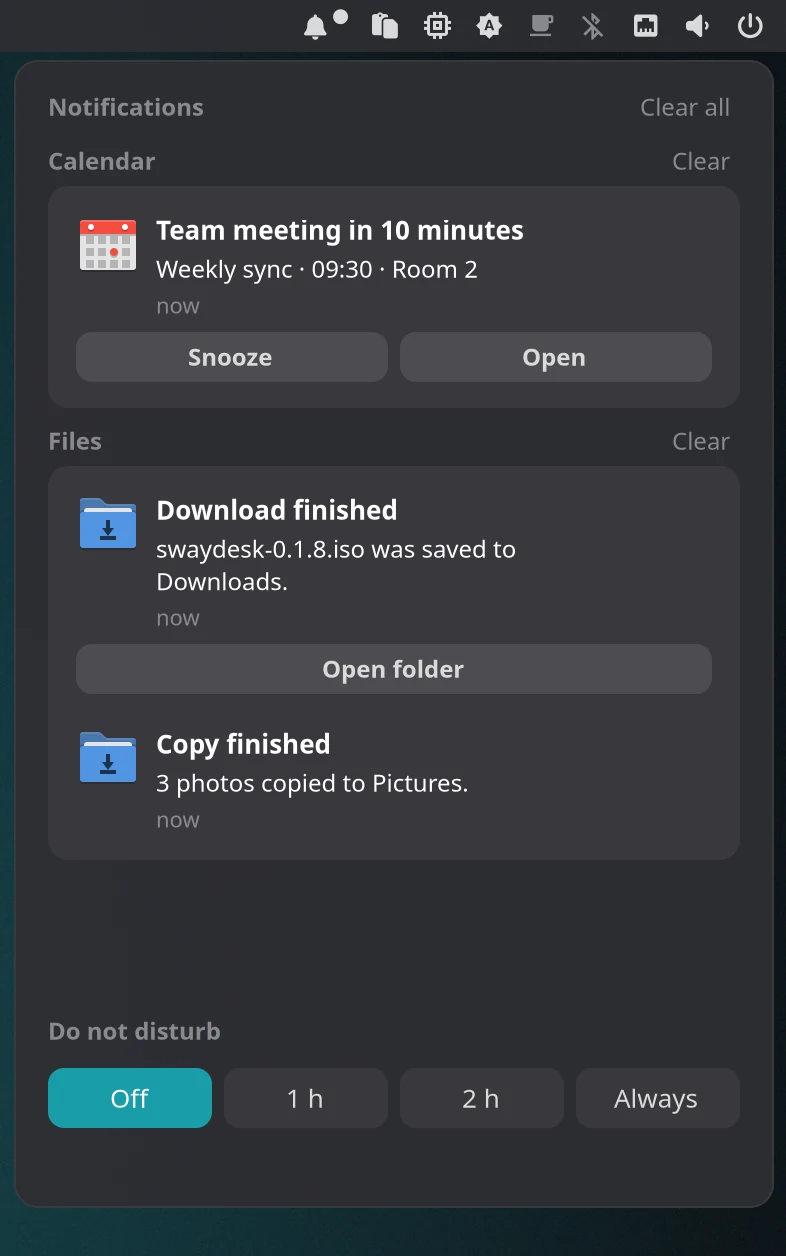 A
Notifications
Clear all
Calendar
Clear
Team meeting in 10 minutes
Weekly sync · 09:30 · Room 2
now
Snooze
Open
Files
Clear
Download finished
swaydesk-0.1.8.iso was saved to
Downloads.
now
Open folder
Copy finished
3 photos copied to Pictures.
now
Do not disturb
Off
1 h
2 h
Always